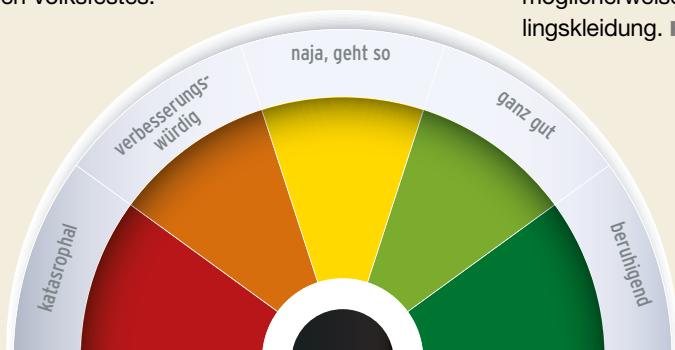 en Volksfestes.
möglicherweise
lingskleidung.
katasrophal
verbesserungs-
würdig
naja, geht so
ganz gut
beruhigend